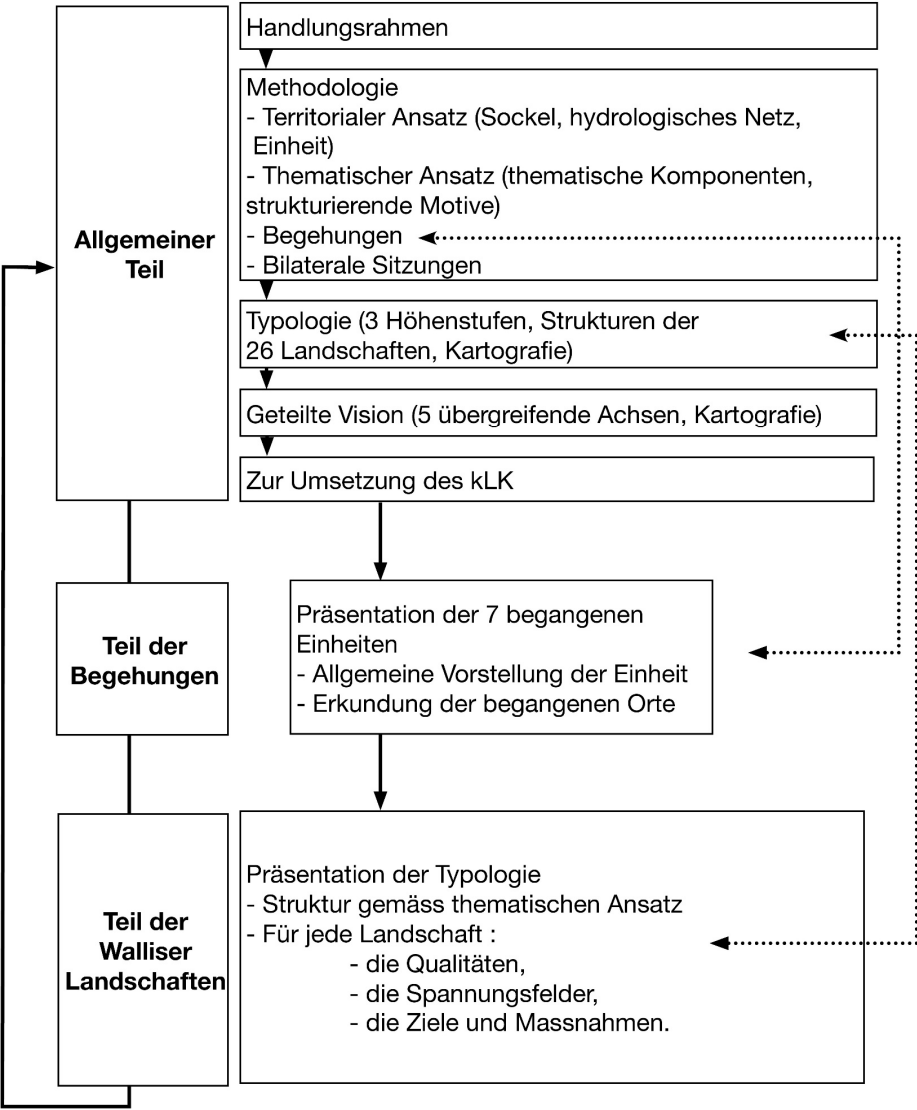 Allgemeiner
Teil
Handlungsrahmen
Methodologie
- Territorialer Ansatz (Sockel, hydrologisches Netz,
Einheit)
- Thematischer Ansatz (thematische Komponenten,
strukturierende Motive)
- Begehungen
- Bilaterale Sitzungen
Typologie (3 Höhenstufen, Strukturen der
26 Landschaften, Kartografie)
Geteilte Vision (5 übergreifende Achsen, Kartografie)
Zur Umsetzung des kLK
Teil der
Begehungen
Präsentation der 7 begangenen
Einheiten
- Allgemeine Vorstellung der Einheit
- Erkundung der begangenen Orte
Teil der
Walliser
Landschaften
Präsentation der Typologie
- Struktur gemäss thematischen Ansatz
- Für jede Landschaft :
- die Qualitäten,
- die Spannungsfelder,
- die Ziele und Massnahmen.